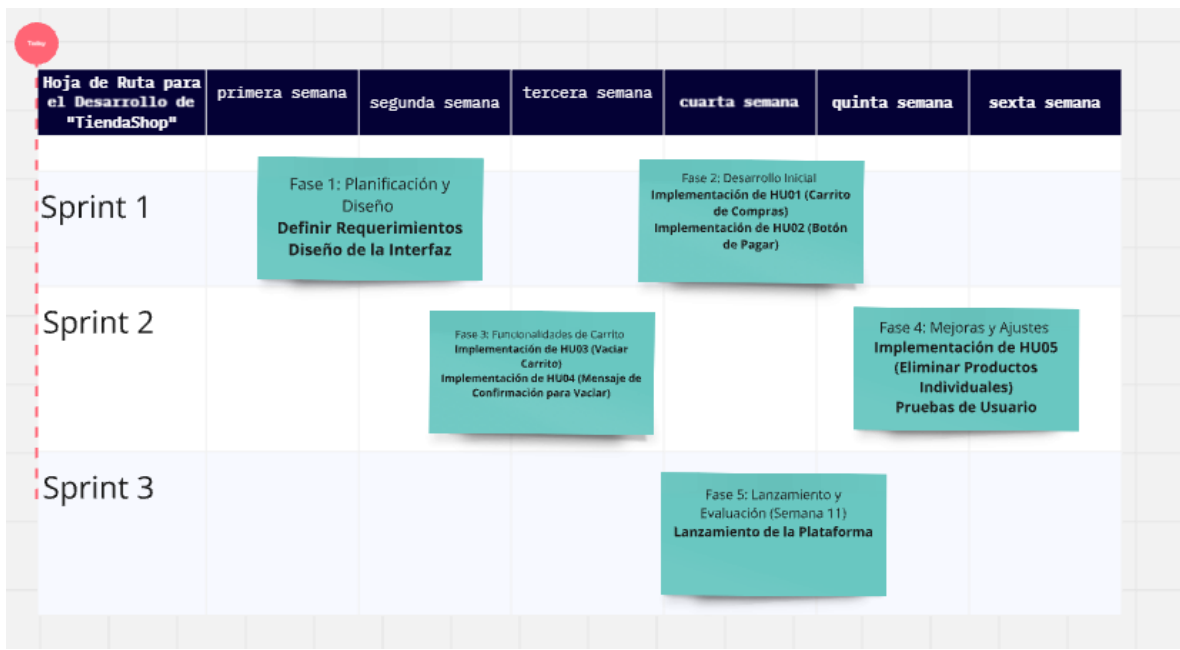 Today
Hoja de Ruta para
el Desarrollo de
"TiendaShop"
primera semana
segunda semana
tercera semana
cuarta semana
quinta semana
sexta semana
Sprint 1
Fase 1: Planificación y
Diseño
Definir Requerimientos
Diseño de la Interfaz
Fase 2: Desarrollo Inicial
Implementación de HU01 (Carrito
de Compras)
Implementación de HU02 (Botón
de Pagar)
Sprint 2
Fase 3: Funcionalidades de Carrito
Implementación de HU03 (Vaciar
Carrito)
Implementación de HU04 (Mensaje de
Confirmación para Vaciar)
Fase 4: Mejoras y Ajustes
Implementación de HU05
(Eliminar Productos
Individuales)
Pruebas de Usuario
Sprint 3
Fase 5: Lanzamiento y
Evaluación (Semana 11)
Lanzamiento de la Plataforma